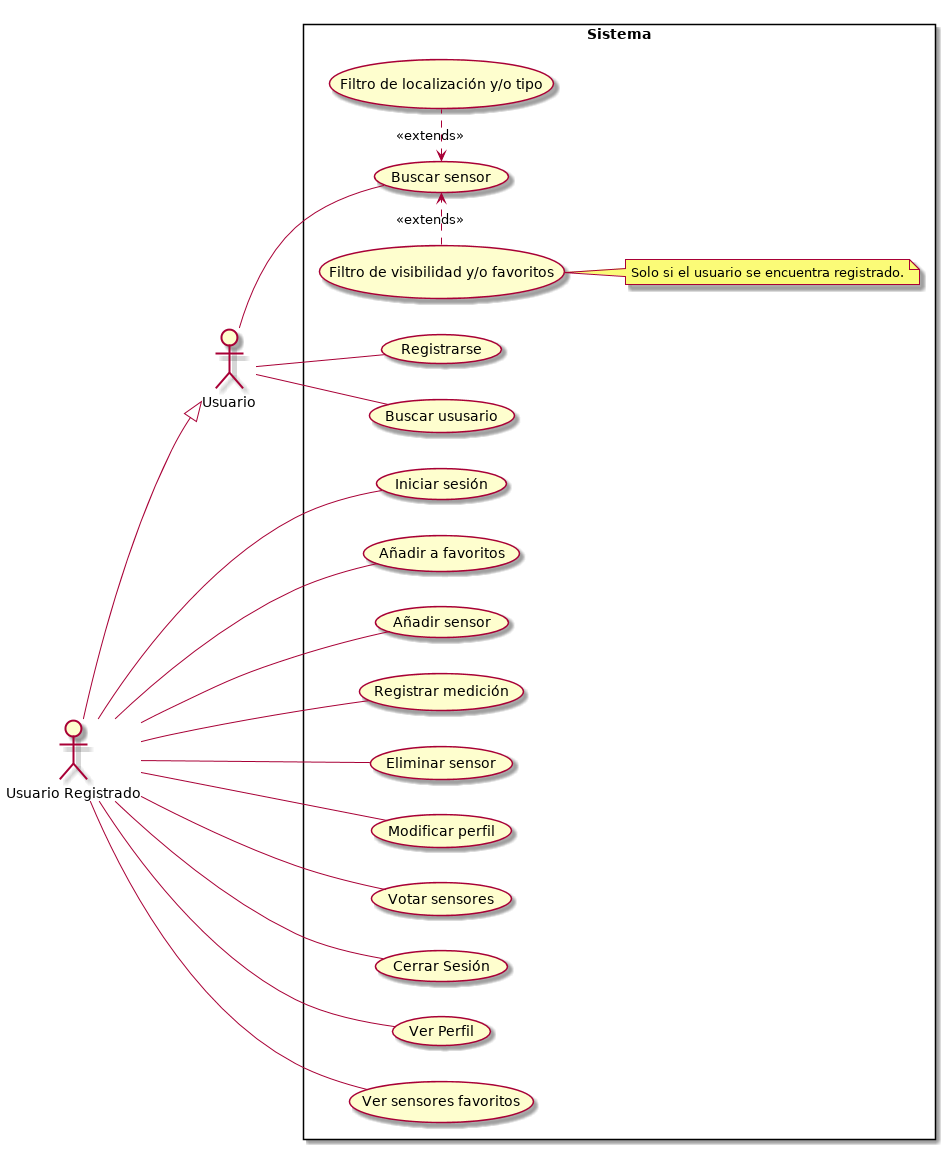 Sistema
Filtro de localización y/o tipo
«extends»
Buscar sensor
«extends»
Filtro de visibilidad y/o favoritos
Solo si el usuario se encuentra registrado.
Registrarse
Usuario
Buscar ususario
Iniciar sesión
Añadir a favoritos
Añadir sensor
Registrar medición
Eliminar sensor
Usuario Registrado
Modificar perfil
Votar sensores
Cerrar Sesión
Ver Perfil
Ver sensores favoritos